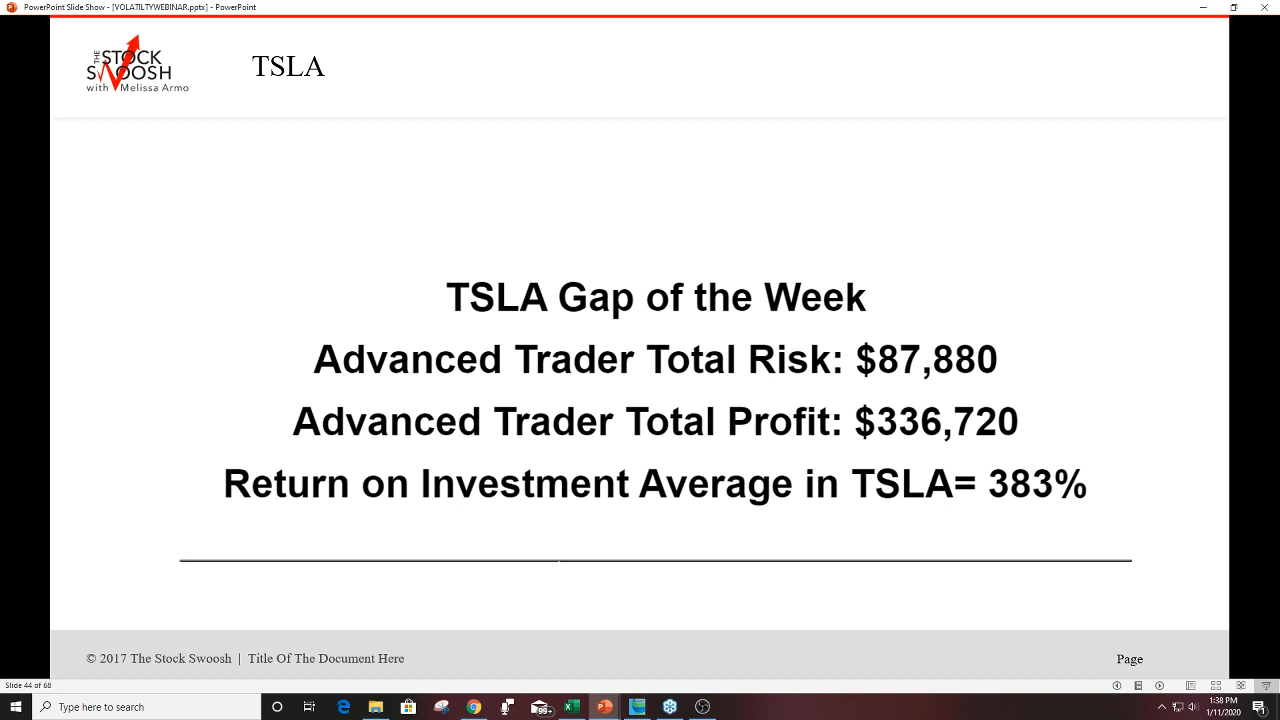 PowerPoint Slide Show - [VOLATILTYWEBINAR.pptx] - PowerPoint
THE STOCK
SWOOSH
with Melissa Armo
TSLA
TSLA Gap of the Week
Advanced Trader Total Risk: $87,880
Advanced Trader Total Profit: $336,720
Return on Investment Average in TSLA= 383%
© 2017 The Stock Swoosh | Title Of The Document Here
Page
Slide 44 of 68
Type here to search
99+
1:38 PM
1/11/2020
1